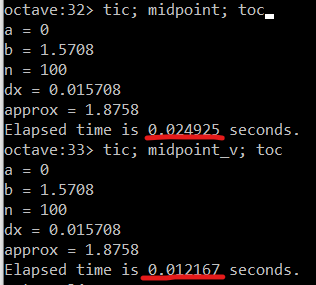 octave:32> tic; midpoint; toc
a = 0
b = 1.5708
n = 100
dx = 0.015708
approx = 1.8758
Elapsed time is 0.024925 seconds.
octave:33> tic; midpoint_v; toc
a = 0
b = 1.5708
n = 100
dx = 0.015708
approx = 1.8758
Elapsed time is 0.012167 seconds.